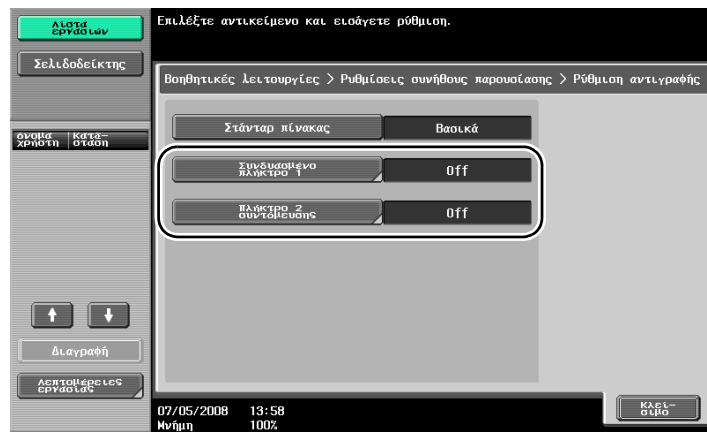 Λίστα
εργασιών
Επιλέξτε αντικείμενο και εισάγετε ρύθμιση.
Σελιδοδείκτης
Βοηθητικές λειτουργίες > Ρυθμίσεις συνήθους παρουσίασης > Ρύθμιση αντιγραφής
όνομα χρήστη
Κατά-
σταση
Στάνταρ πίνακας
Βασικά
Συνδυασμένο
πλήκτρο 1
Off
Πλήκτρο 2
συντόμευσης
Off
Διαγραφή
Λεπτομέρειες
εργασίας
07/05/2008 13:58
Μνήμη 100%
Κλεί-
σιμο